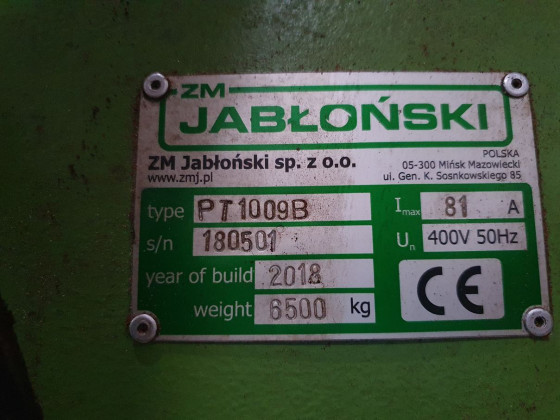 ZM
JABŁOŃSKI
ZM Jabłoński sp. z o.o.
www.zmj.pl
POLSKA
05-300 Mińsk Mazowiecki
ul. Gen. K. Sosnkowskiego 85
type PT1009B
s/n 180501
year of build 2018
weight 6500 kg
Imax 81 A
Un 400V 50Hz
CE